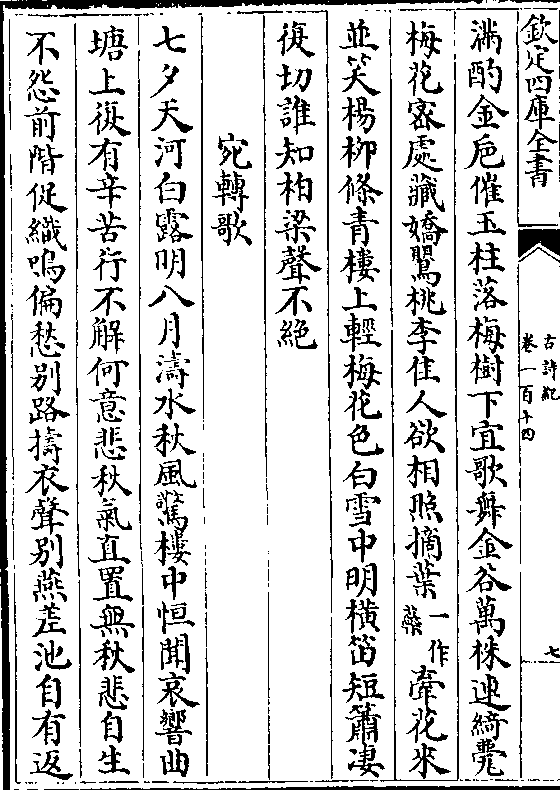 欽定四庫全書
古詩紀
卷一百十四
七
滿酌金巵催玉柱落梅樹下宜歌舞金谷萬株連綺甍
梅花密處藏嬌鸎桃李佳人欲相照摘葉一作蘂牽花來
並笑楊柳條青樓上輕梅花色白雪中明橫笛短簫淒
復切誰知柏梁聲不絕
宛轉歌
七夕天河白露明八月濤水秋風驚樓中恒聞哀響曲
塘上復有辛苦行不解何意悲秋氣直置無秋悲自生
不怨前階促織鳴偏愁別路擣衣聲別燕差池自有返